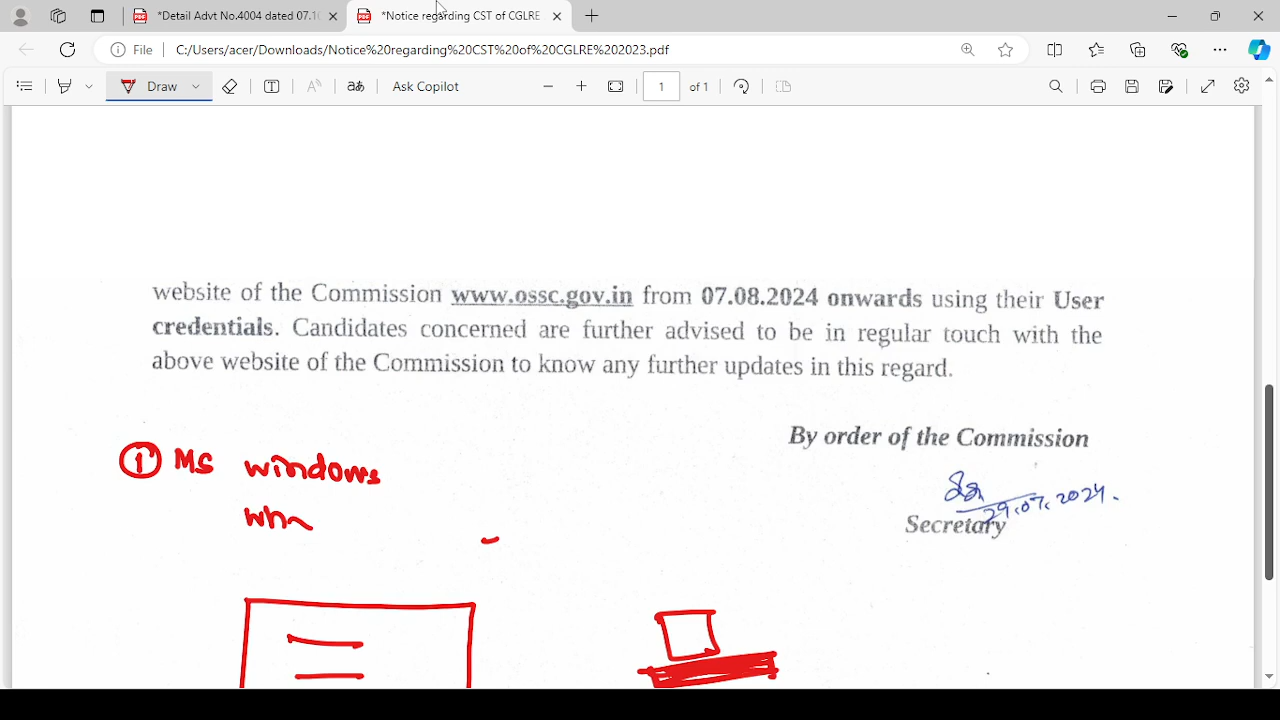 *Detail Advt No.4004 dated 07.10
*Notice regarding CST of CGLRE
File C:/Users/acer/Downloads/Notice%20regarding%20CST%20of%20CGLRE%202023.pdf
Draw Ask Copilot 1 of 1
website of the Commission www.ossc.gov.in from 07.08.2024 onwards using their User
credentials. Candidates concerned are further advised to be in regular touch with the
above website of the Commission to know any further updates in this regard.
By order of the Commission
29.07.2024.
Secretary
① MS windows